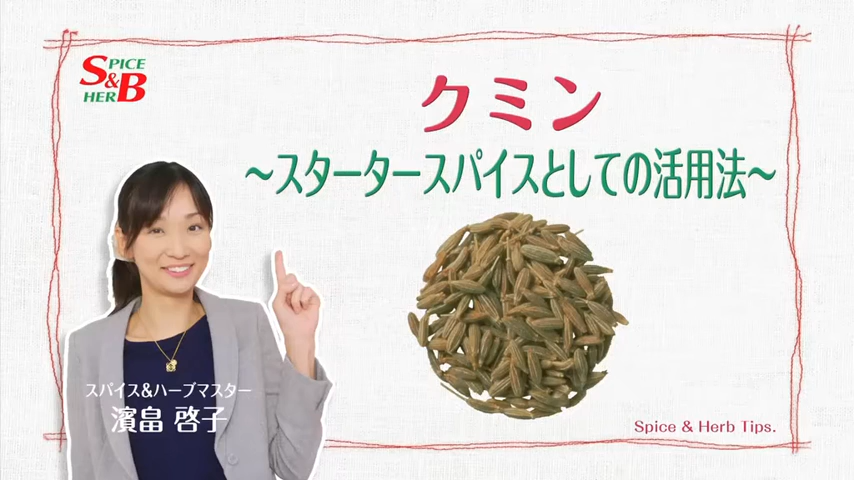 SPICE
S&B
HERB
クミン
～スタータースパイスとしての活用法～
スパイス&ハーブマスター
濱畠 啓子
Spice & Herb Tips.